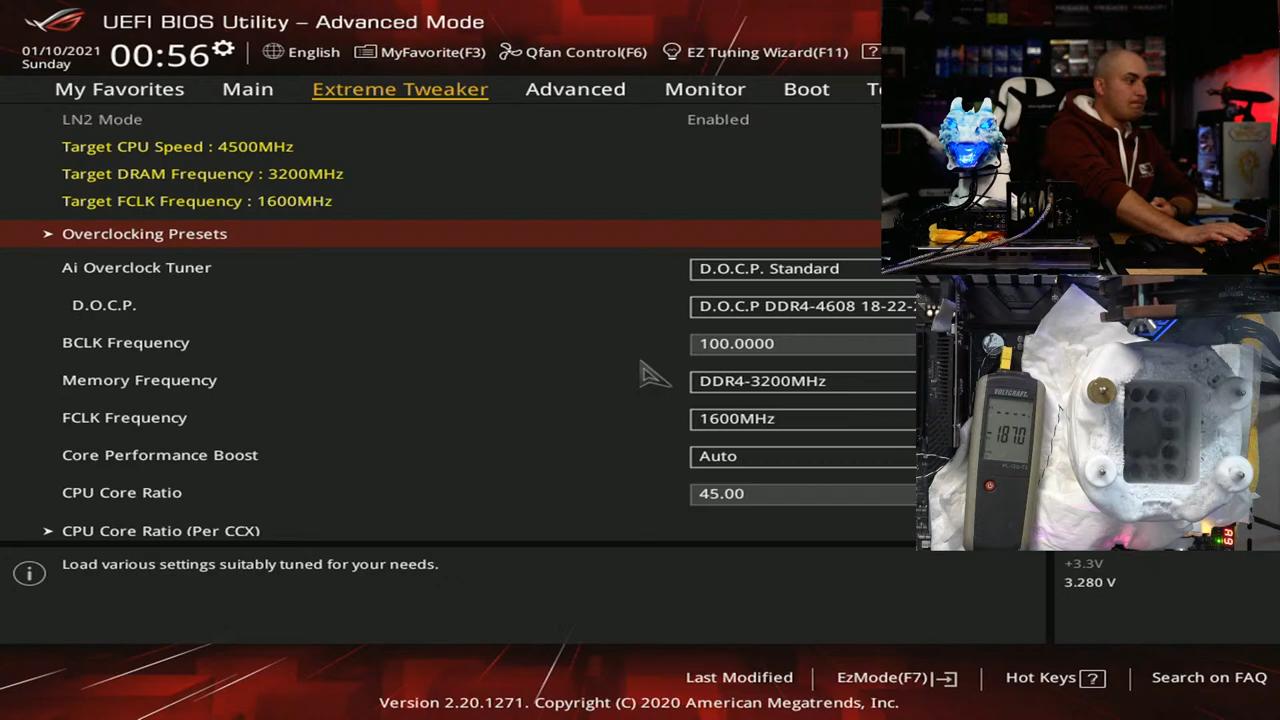 UEFI BIOS Utility – Advanced Mode
01/10/2021
Sunday
00:56
English
MyFavorite(F3)
Qfan Control(F6)
EZ Tuning Wizard(F11)
?
My Favorites
Main
Extreme Tweaker
Advanced
Monitor
Boot
LN2 Mode
Enabled
Target CPU Speed : 4500MHz
Target DRAM Frequency : 3200MHz
Target FCLK Frequency : 1600MHz
Overclocking Presets
Ai Overclock Tuner
D.O.C.P. Standard
D.O.C.P.
D.O.C.P DDR4-4608 18-22-
BCLK Frequency
100.0000
Memory Frequency
DDR4-3200MHz
FCLK Frequency
1600MHz
Core Performance Boost
Auto
CPU Core Ratio
45.00
CPU Core Ratio (Per CCX)
VOLTCRAFT
-187.0
Load various settings suitably tuned for your needs.
+3.3V
3.280 V
Last Modified
EzMode(F7)
Hot Keys ?
Search on FAQ
Version 2.20.1271. Copyright (C) 2020 American Megatrends, Inc.